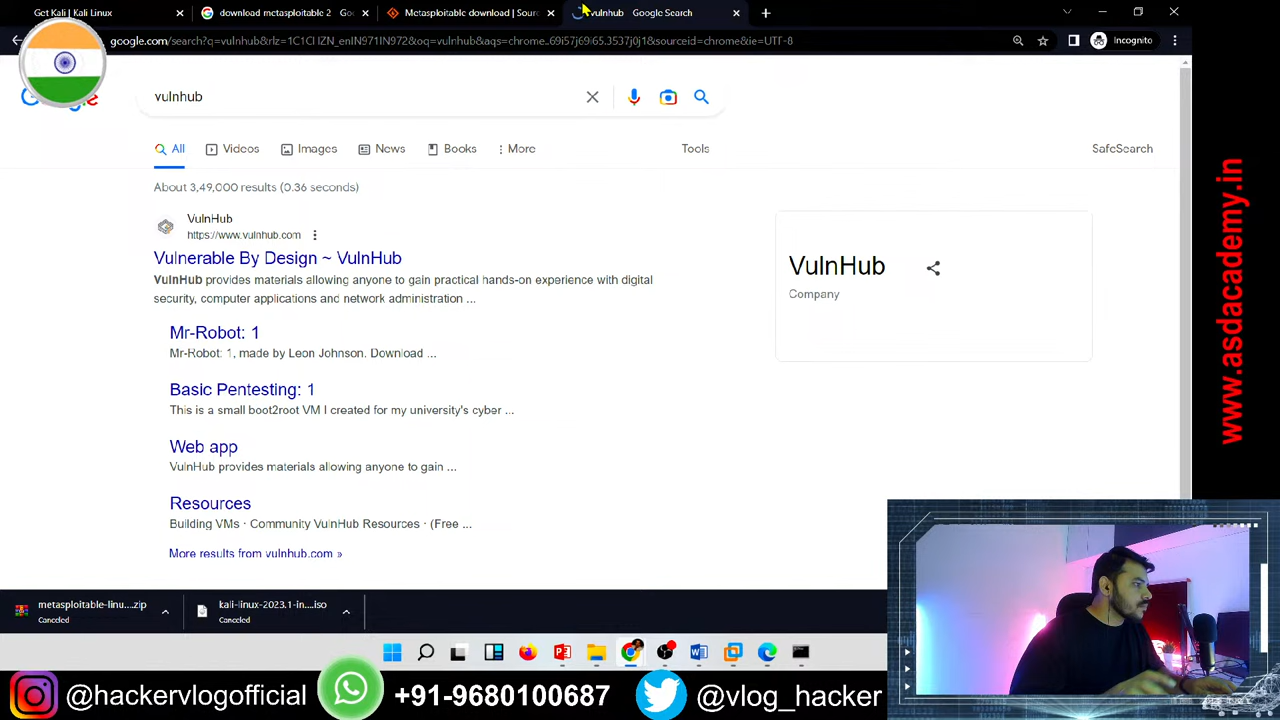 Get Kali | Kali Linux
download metasploitable 2 - Goo
Metasploitable download | Sourc
vulnhub - Google Search
google.com/search?q=vulnhub&rlz=1C1CHZN_enIN971IN972&oq=vulnhub&aqs=chrome..69i57j69i65.3537j0j1&sourceid=chrome&ie=UTF-8
Incognito
vulnhub
All
Videos
Images
News
Books
More
Tools
SafeSearch
About 3,49,000 results (0.36 seconds)
VulnHub
https://www.vulnhub.com
Vulnerable By Design ~ VulnHub
VulnHub provides materials allowing anyone to gain practical hands-on experience with digital
security, computer applications and network administration ...
Mr-Robot: 1
Mr-Robot: 1, made by Leon Johnson. Download ...
Basic Pentesting: 1
This is a small boot2root VM I created for my university's cyber ...
Web app
VulnHub provides materials allowing anyone to gain ...
Resources
Building VMs · Community VulnHub Resources · (Free ...
More results from vulnhub.com »
VulnHub
Company
www.asdacademy.in
metasploitable-linu....zip
Canceled
kali-linux-2023.1-in....iso
Canceled
@hackervlogofficial
+91-9680100687
@vlog_hacker